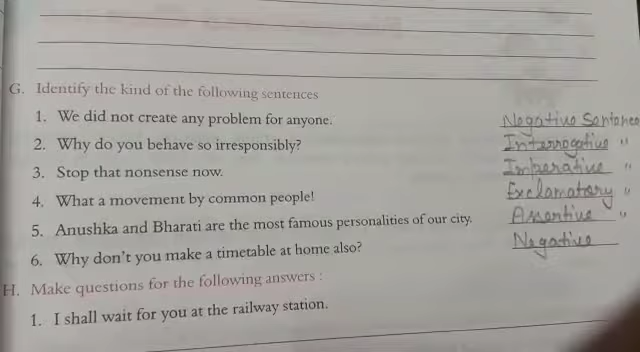 G. Identify the kind of the following sentences
1. We did not create any problem for anyone. Negative Sentence
2. Why do you behave so irresponsibly? Interrogative "
3. Stop that nonsense now. Imperative "
4. What a movement by common people! Exclamatory "
5. Anushka and Bharati are the most famous personalities of our city. Assertive "
6. Why don't you make a timetable at home also? Negative
H. Make questions for the following answers :
1. I shall wait for you at the railway station.